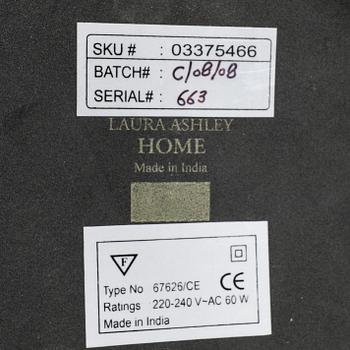 SKU # : 03375466
BATCH# : C/08/08
SERIAL# : 663
LAURA ASHLEY
HOME
Made in India
F
Type No 67626/CE CE
Ratings 220-240 V~AC 60 W
Made in India